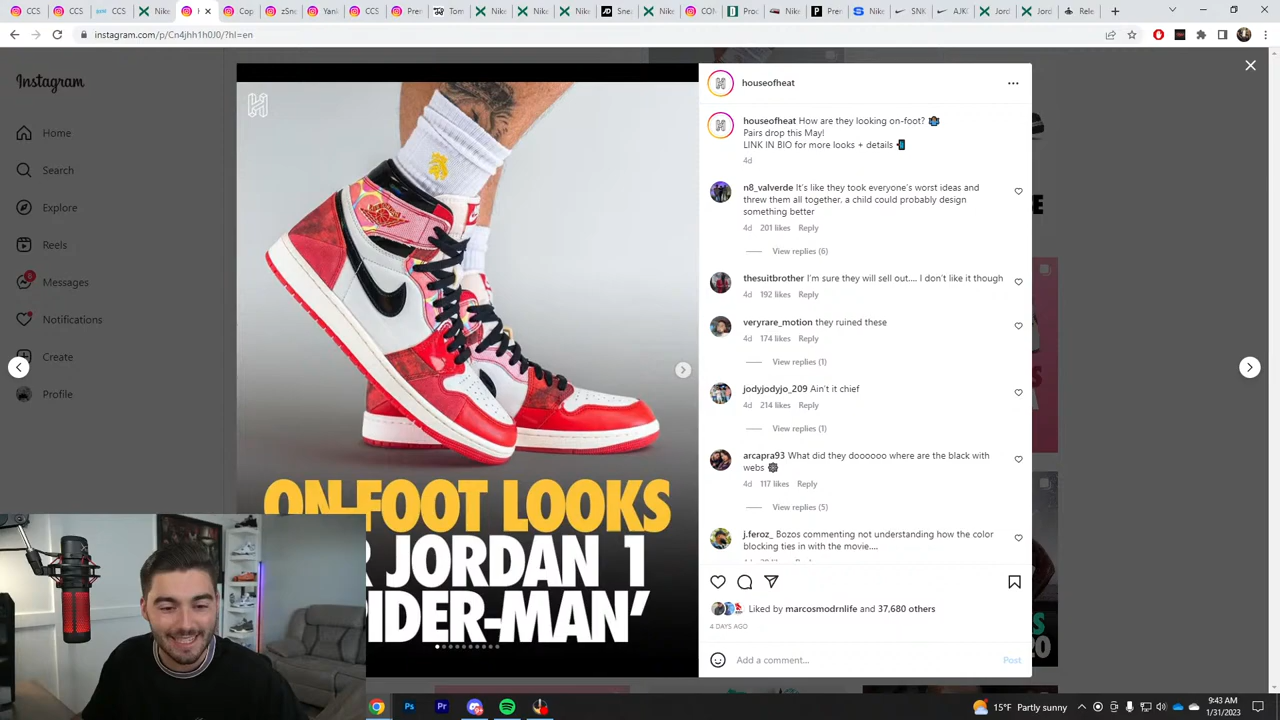 instagram.com/p/Cn4jhh1h0J0/?hl=en
Instagram
Home
Search
Explore
Reels
6
Messages
Notifications
Create
Profile
ON-FOOT LOOKS
JORDAN 1
PIDER-MAN’
houseofheat
houseofheat How are they looking on-foot?
Pairs drop this May!
LINK IN BIO for more looks + details
4d
n8_valverde It’s like they took everyone’s worst ideas and
threw them all together. a child could probably design
something better
4d 201 likes Reply
View replies (6)
thesuitbrother I’m sure they will sell out.... I don’t like it though
4d 192 likes Reply
veryrare_motion they ruined these
4d 174 likes Reply
View replies (1)
jodyjodyjo_209 Ain’t it chief
4d 214 likes Reply
View replies (1)
arcapra93 What did they doooooo where are the black with
webs
4d 117 likes Reply
View replies (5)
j.feroz_ Bozos commenting not understanding how the color
blocking ties in with the movie....
Liked by marcosmodrnlife and 37,680 others
4 DAYS AGO
Add a comment...
Post
15°F Partly sunny
9:43 AM
1/31/2023